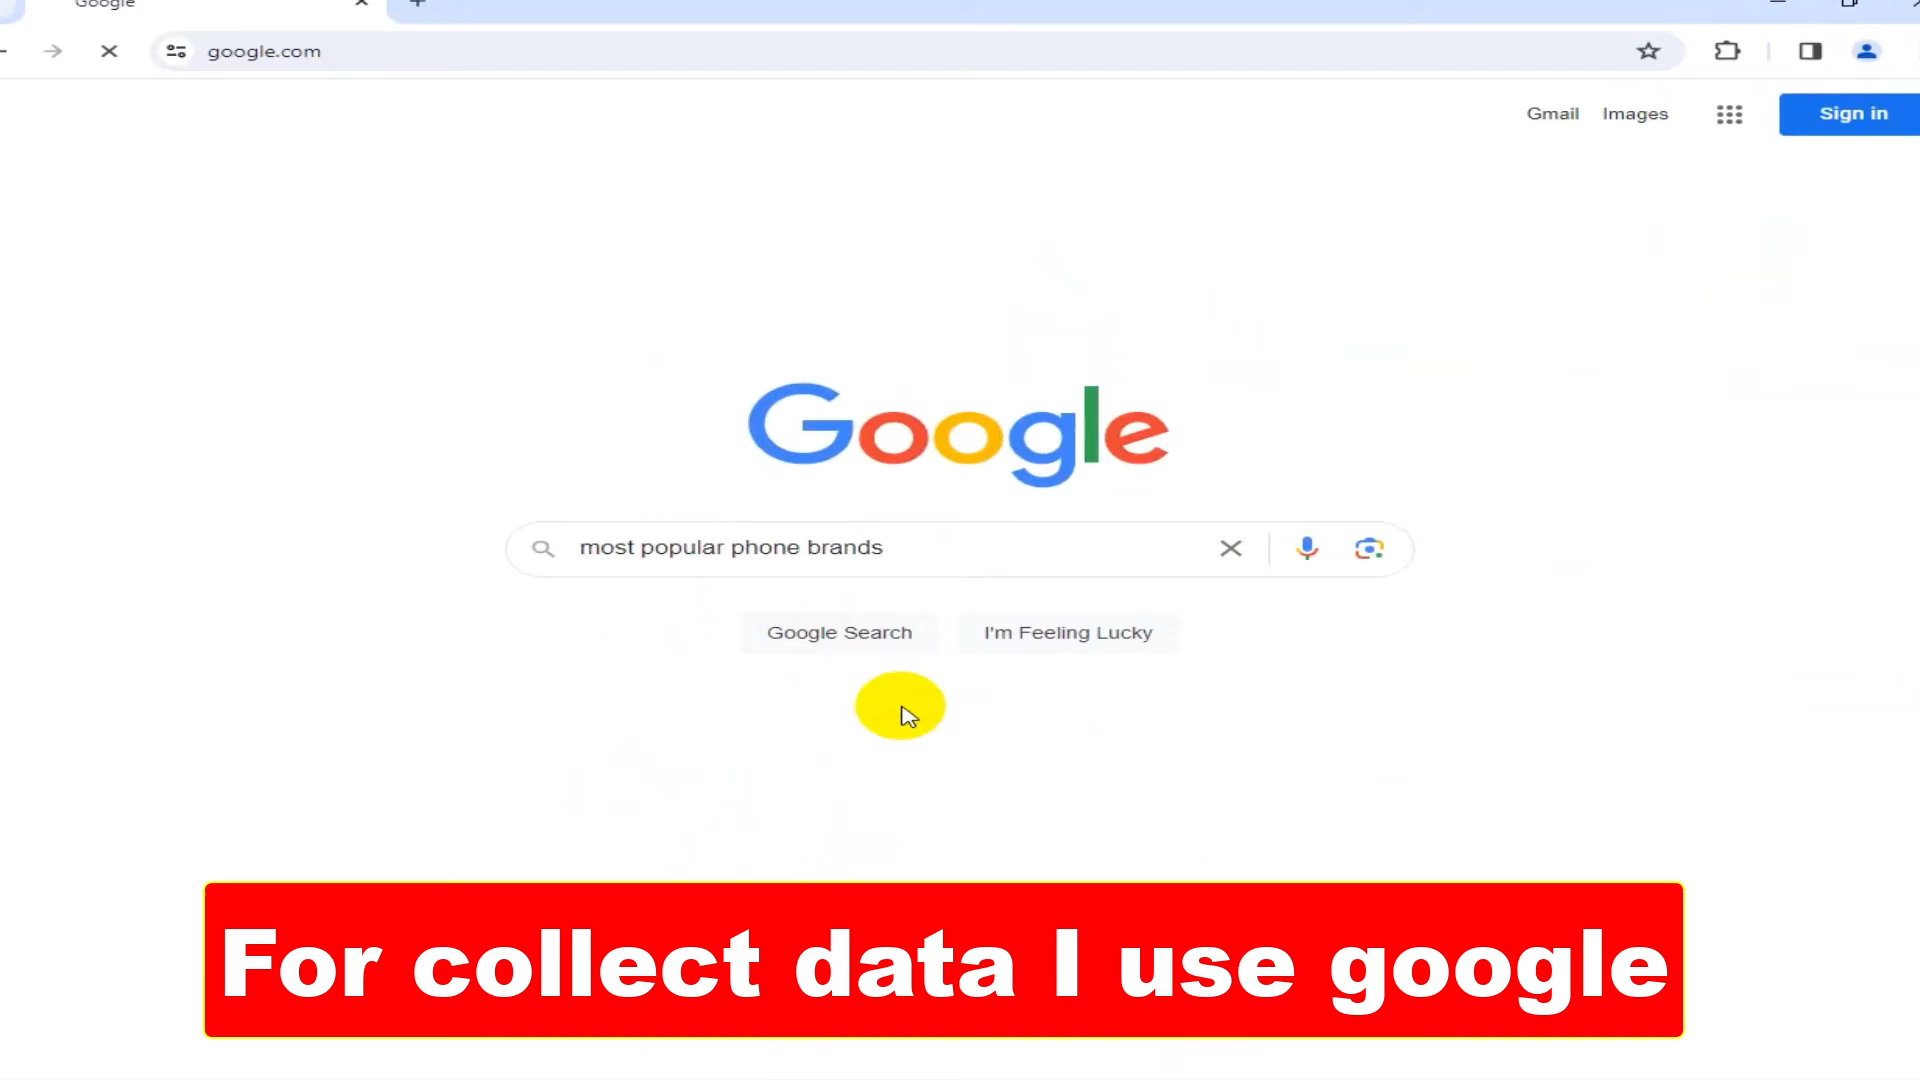 Google
google.com
Gmail Images Sign in
Google
most popular phone brands
Google Search I'm Feeling Lucky
For collect data I use google